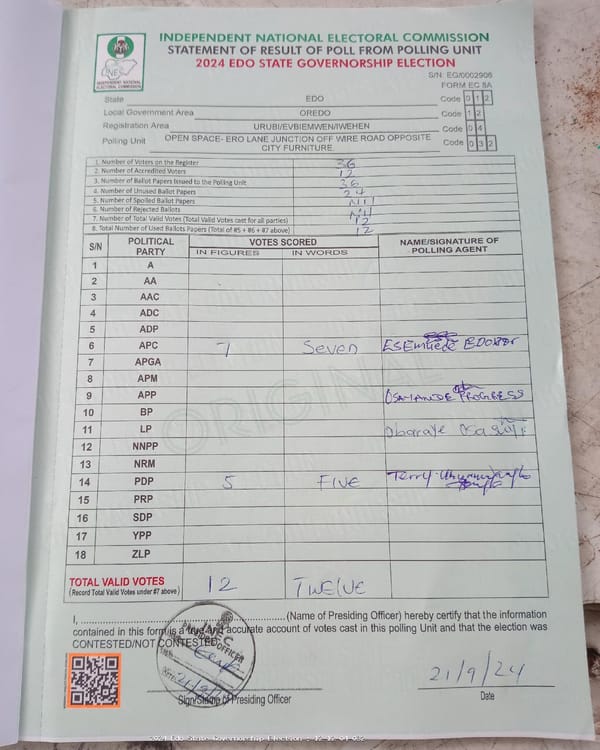 INDEPENDENT NATIONAL ELECTORAL COMMISSION
STATEMENT OF RESULT OF POLL FROM POLLING UNIT
2024 EDO STATE GOVERNORSHIP ELECTION
S/N: EG/0002906
FORM EC 8A
INDEPENDENT NATIONAL ELECTORAL COMMISSION
State EDO Code 0 1 2
Local Government Area OREDO Code 1 2
Registration Area URUBI/EVBIEMWEN/IWEHEN Code 0 4
Polling Unit OPEN SPACE- ERO LANE JUNCTION OFF WIRE ROAD OPPOSITE CITY FURNITURE. Code 0 3 2
1. Number of Voters on the Register 36
2. Number of Accredited Voters 12
3. Number of Ballot Papers Issued to the Polling Unit 36
4. Number of Unused Ballot Papers 24
5. Number of Spoiled Ballot Papers Nil
6. Number of Rejected Ballots Nil
7. Number of Total Valid Votes (Total Valid Votes cast for all parties) 12
8. Total Number of Used Ballots Papers (Total of #5 + #6 + #7 above) 12
S/N POLITICAL PARTY VOTES SCORED NAME/SIGNATURE OF POLLING AGENT
IN FIGURES IN WORDS
1 A
2 AA
3 AAC
4 ADC
5 ADP
6 APC 7 Seven
7 APGA
8 APM
9 APP PROGRESS
10 BP
11 LP
12 NNPP
13 NRM
14 PDP 5 FIVE Terry
15 PRP
16 SDP
17 YPP
18 ZLP
ORIGINAL
TOTAL VALID VOTES 12 TWELVE
(Record Total Valid Votes under #7 above)
I, ................................................(Name of Presiding Officer) hereby certify that the information
contained in this form is a true and accurate account of votes cast in this polling Unit and that the election was
CONTESTED/NOT CONTESTED.
INEC
PRESIDING OFFICER
21/9/24
Sign/Stamp of Presiding Officer Date
2024 Edo State Governorship Election - 12-12-04-032